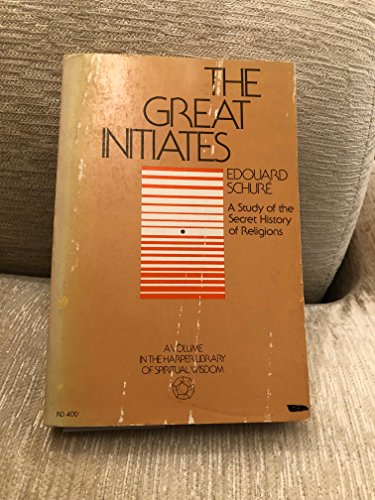 THE
GREAT
INITIATES
EDOUARD
SCHURÉ
A Study of the
Secret History
of Religions
A VOLUME
IN THE HARPER LIBRARY
OF SPIRITUAL WISDOM
RD 400